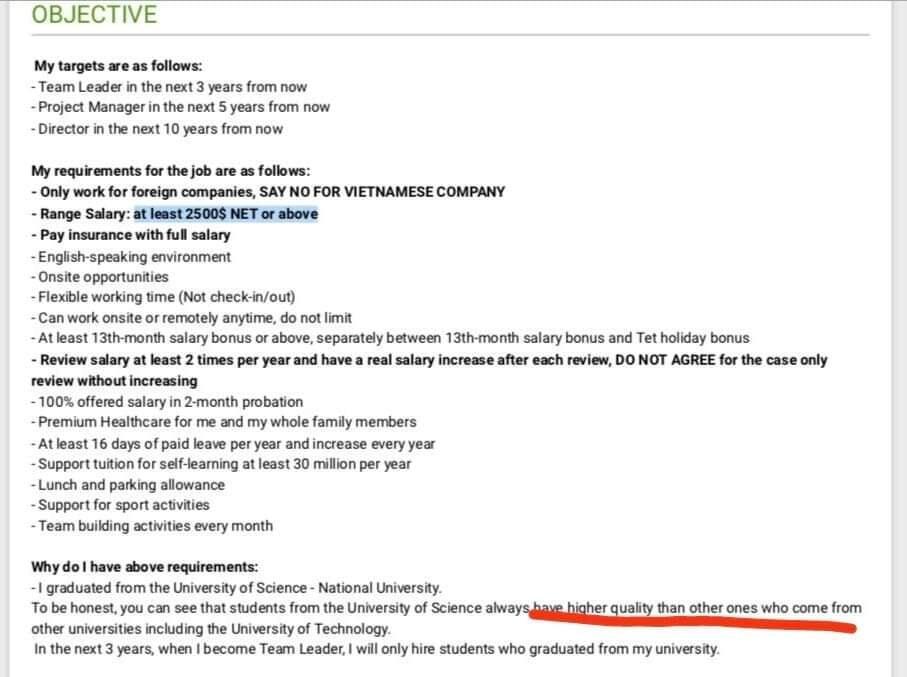 OBJECTIVE
My targets are as follows:
- Team Leader in the next 3 years from now
- Project Manager in the next 5 years from now
- Director in the next 10 years from now
My requirements for the job are as follows:
- Only work for foreign companies, SAY NO FOR VIETNAMESE COMPANY
- Range Salary: at least 2500$ NET or above
- Pay insurance with full salary
- English-speaking environment
- Onsite opportunities
- Flexible working time (Not check-in/out)
- Can work onsite or remotely anytime, do not limit
- At least 13th-month salary bonus or above, separately between 13th-month salary bonus and Tet holiday bonus
- Review salary at least 2 times per year and have a real salary increase after each review, DO NOT AGREE for the case only
review without increasing
- 100% offered salary in 2-month probation
- Premium Healthcare for me and my whole family members
- At least 16 days of paid leave per year and increase every year
- Support tuition for self-learning at least 30 million per year
- Lunch and parking allowance
- Support for sport activities
- Team building activities every month
Why do I have above requirements:
- I graduated from the University of Science - National University.
To be honest, you can see that students from the University of Science always have higher quality than other ones who come from
other universities including the University of Technology.
In the next 3 years, when I become Team Leader, I will only hire students who graduated from my university.